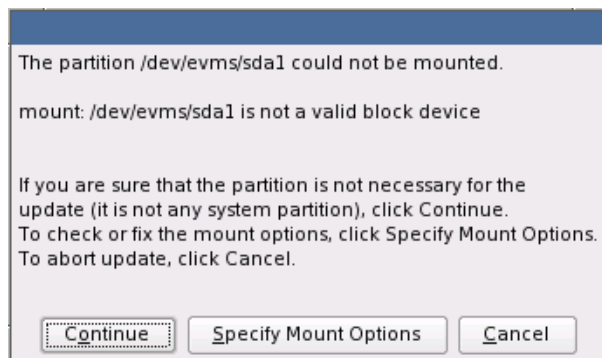 The partition /dev/evms/sda1 could not be mounted.
mount: /dev/evms/sda1 is not a valid block device
If you are sure that the partition is not necessary for the
update (it is not any system partition), click Continue.
To check or fix the mount options, click Specify Mount Options.
To abort update, click Cancel.
Continue Specify Mount Options Cancel